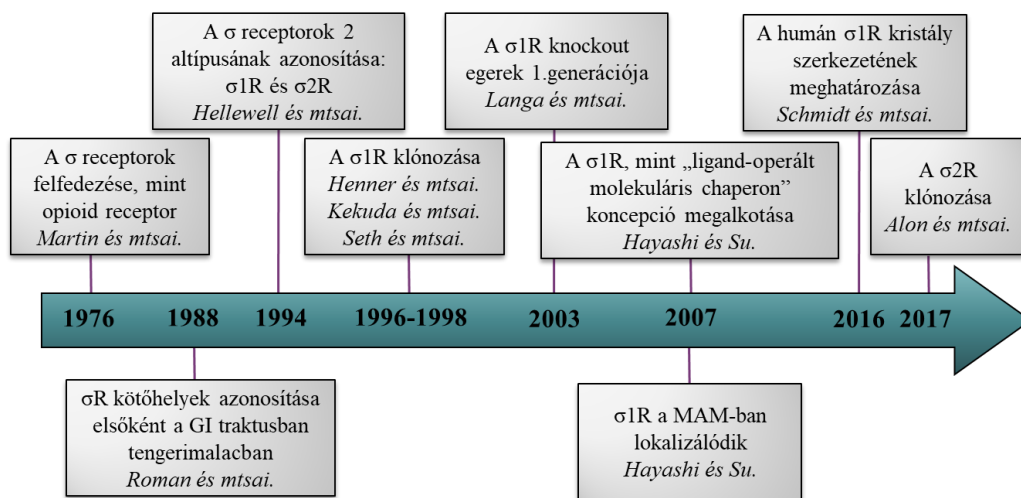 A σ receptorok 2
altípusának azonosítása:
σ1R és σ2R
Hellewell és mtsai.
A σ1R knockout
egerek 1.generációja
Langa és mtsai.
A humán σ1R kristály
szerkezetének
meghatározása
Schmidt és mtsai.
A σ receptorok
felfedezése, mint
opioid receptor
Martin és mtsai.
A σ1R klónozása
Henner és mtsai.
Kekuda és mtsai.
Seth és mtsai.
A σ1R, mint „ligand-operált
molekuláris chaperon”
koncepció megalkotása
Hayashi és Su.
A σ2R
klónozása
Alon és mtsai.
1976 1988 1994 1996-1998 2003 2007 2016 2017
σR kötőhelyek azonosítása
elsőként a GI traktusban
tengerimalacban
Roman és mtsai.
σ1R a MAM-ban
lokalizálódik
Hayashi és Su.